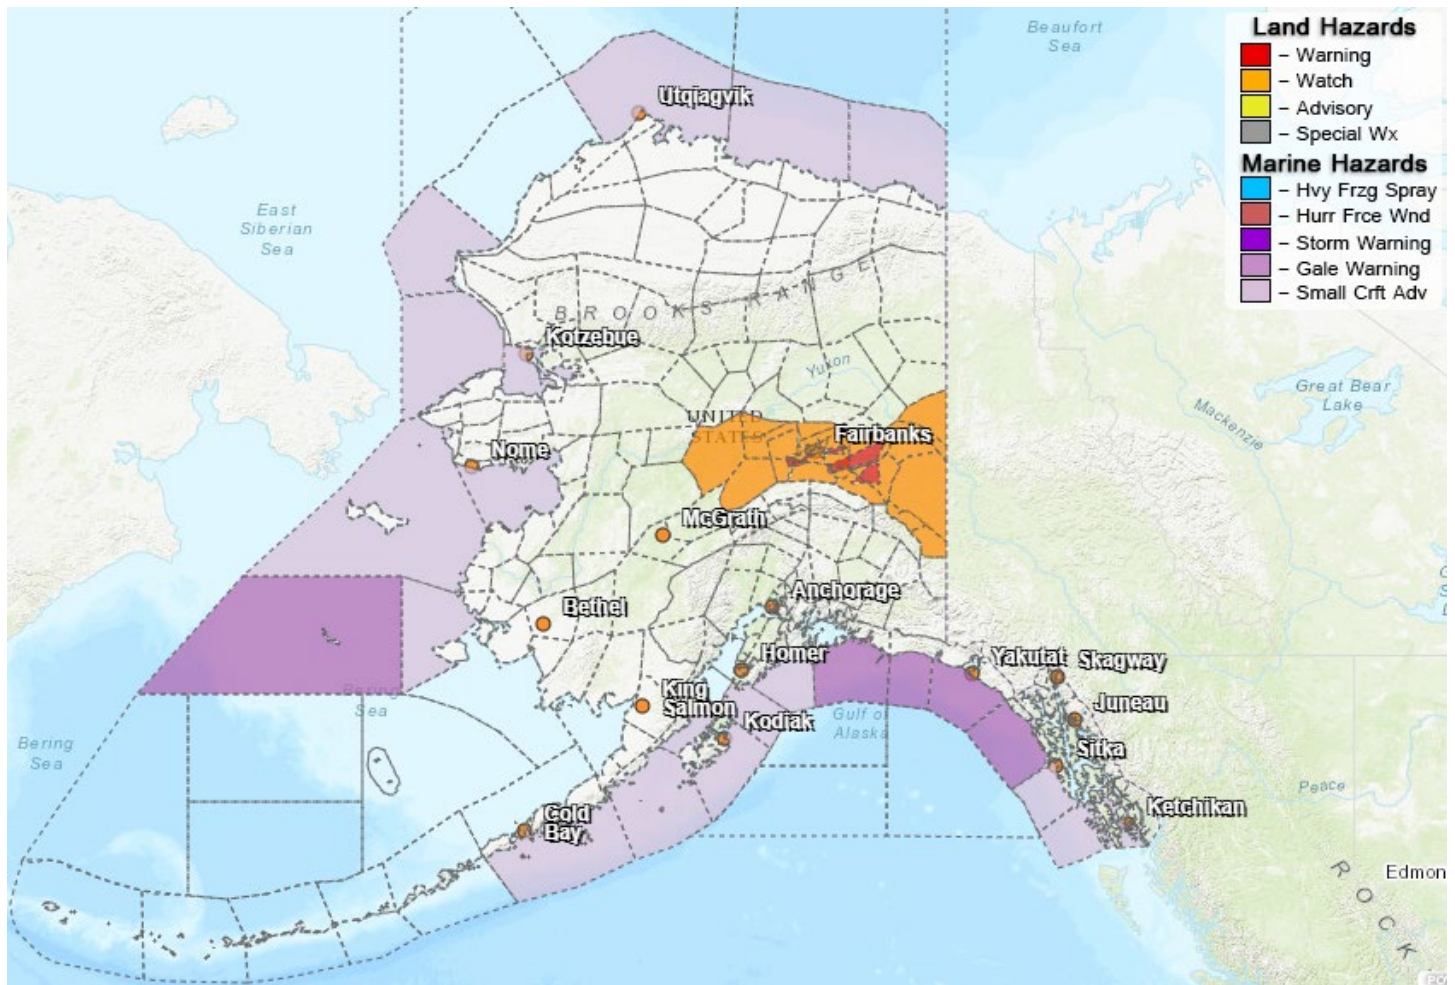 Beaufort
Sea
Land Hazards
– Warning
– Watch
– Advisory
– Special Wx
Marine Hazards
– Hvy Frzg Spray
– Hurr Frce Wnd
– Storm Warning
– Gale Warning
– Small Crft Adv
Utqiagvik
East
Siberian
Sea
BROOKS RANGE
Kotzebue
Yukon
Great Bear
Lake
Mackenzie
UNITED
STATES
Fairbanks
Nome
McGrath
Anchorage
Bethel
Homer
Yakutat
Skagway
King
Salmon
Juneau
Bering
Sea
Kodiak
Gulf of
Alaska
Sitka
Bering
Sea
Peace
Cold
Bay
Ketchikan
ROCK
Edmon